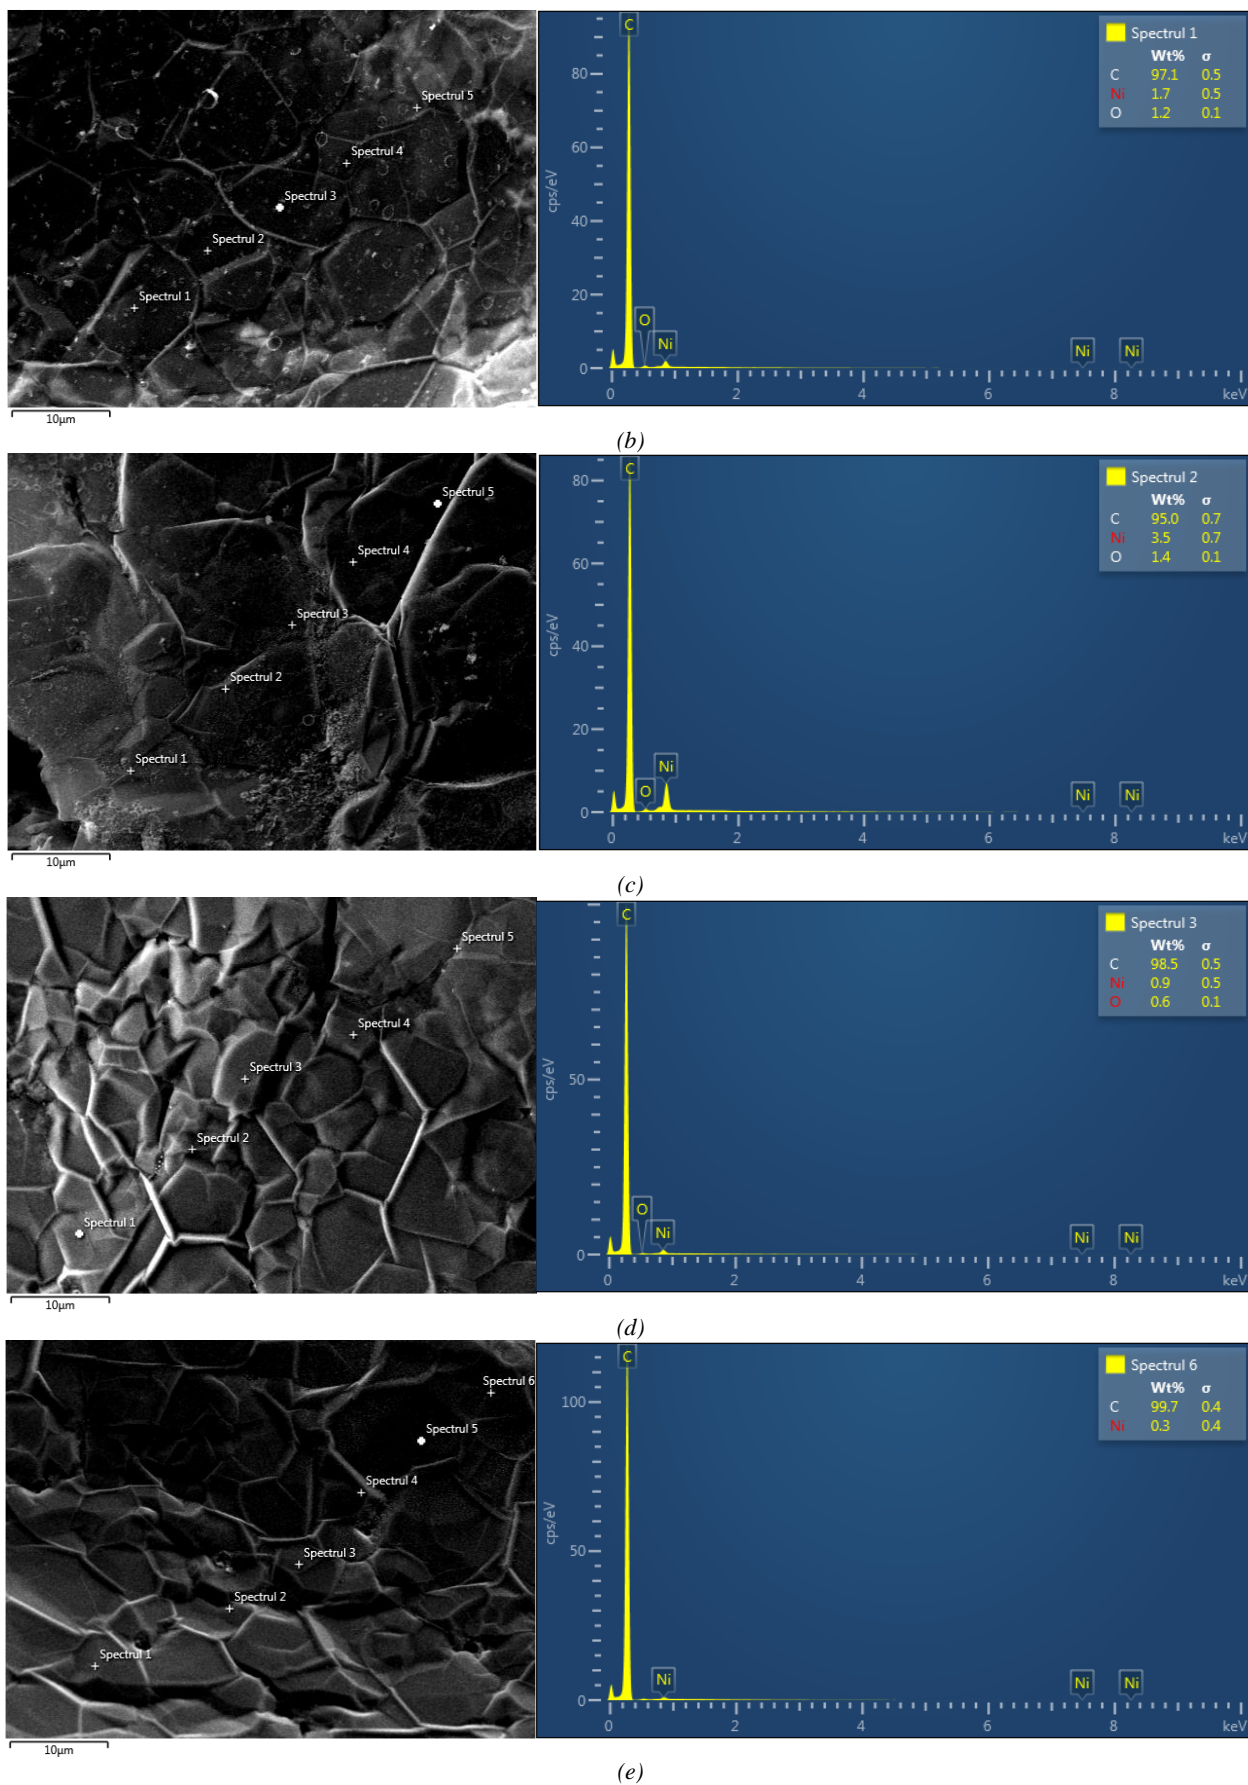 Spectrul 5
Spectrul 4
Spectrul 3
Spectrul 2
Spectrul 1
10µm
cps/eV
80
60
40
20
0
C
O
Ni
Ni
Ni
0 2 4 6 8 keV
Spectrul 1
Wt% σ
C 97.1 0.5
Ni 1.7 0.5
O 1.2 0.1
(b)
Spectrul 5
Spectrul 4
Spectrul 3
Spectrul 2
Spectrul 1
10µm
cps/eV
80
60
40
20
0
C
O
Ni
Ni
Ni
0 2 4 6 8 keV
Spectrul 2
Wt% σ
C 95.0 0.7
Ni 3.5 0.7
O 1.4 0.1
(c)
Spectrul 5
Spectrul 4
Spectrul 3
Spectrul 2
Spectrul 1
10µm
cps/eV
50
0
C
O
Ni
Ni
Ni
0 2 4 6 8 keV
Spectrul 3
Wt% σ
C 98.5 0.5
Ni 0.9 0.5
O 0.6 0.1
(d)
Spectrul 6
Spectrul 5
Spectrul 4
Spectrul 3
Spectrul 2
Spectrul 1
10µm
cps/eV
100
50
0
C
Ni
Ni
Ni
0 2 4 6 8 keV
Spectrul 6
Wt% σ
C 99.7 0.4
Ni 0.3 0.4
(e)